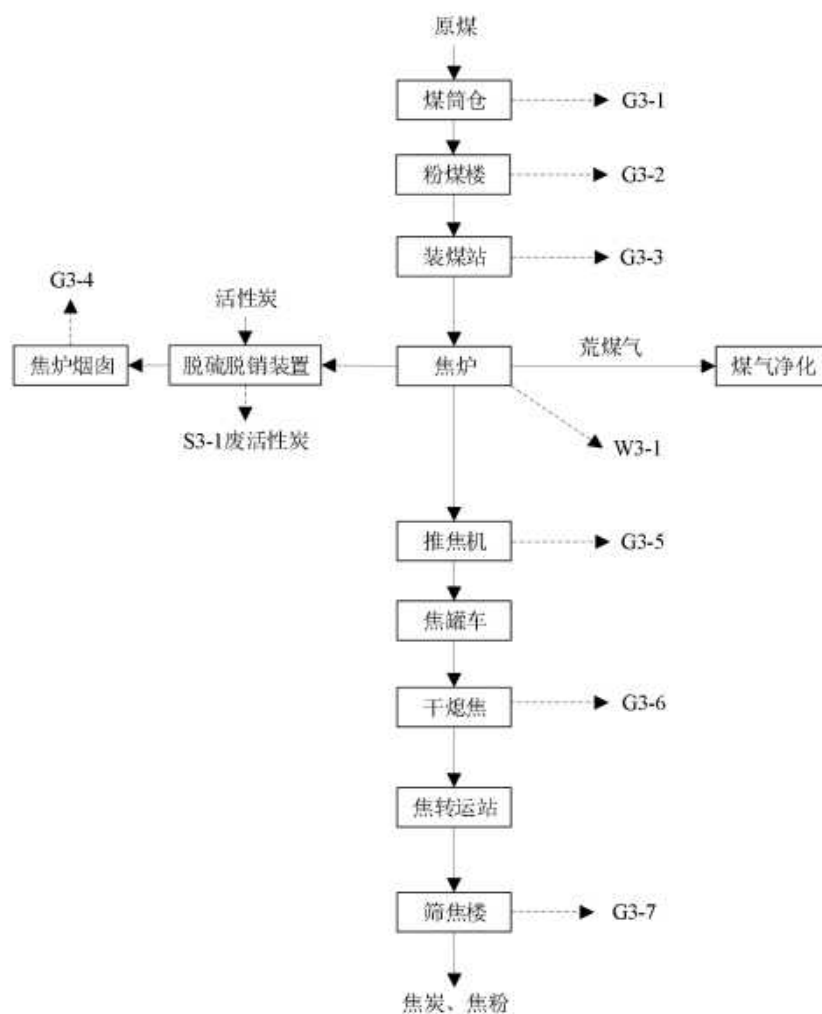 原煤
煤筒仓
G3-1
粉煤楼
G3-2
装煤站
G3-3
G3-4
活性炭
焦炉烟囱
脱硫脱销装置
焦炉
荒煤气
煤气净化
S3-1废活性炭
W3-1
推焦机
G3-5
焦罐车
干熄焦
G3-6
焦转运站
筛焦楼
G3-7
焦炭、焦粉